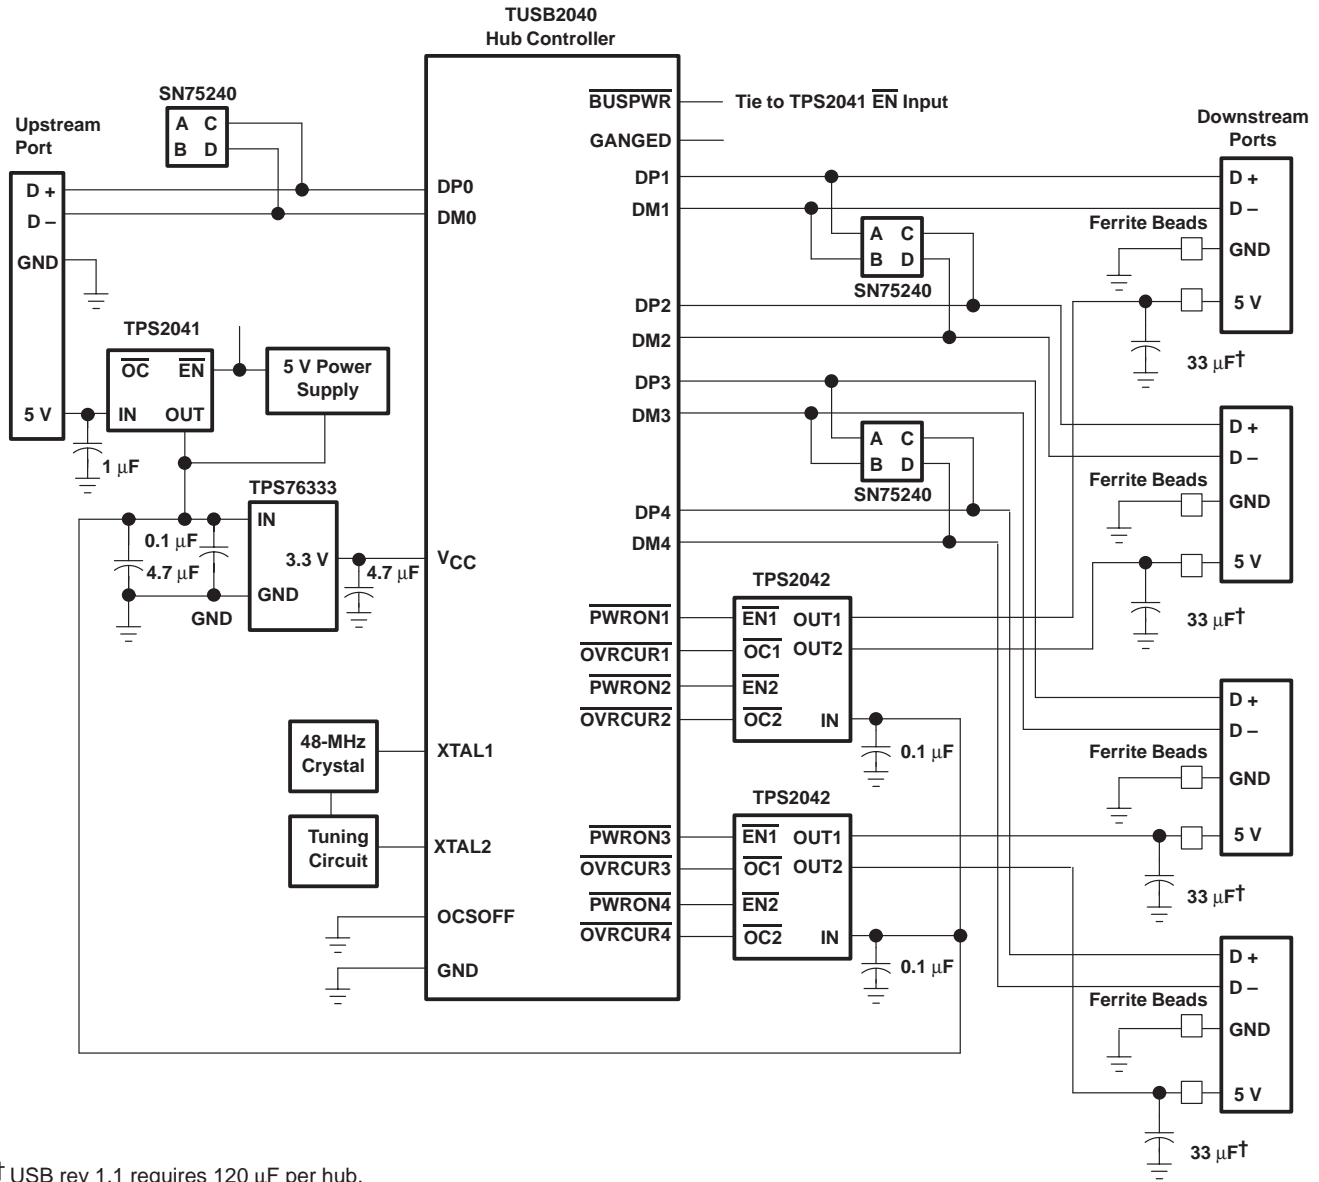 TUSB2040
Hub Controller
BUSPWR
Tie to TPS2041 EN Input
GANGED
SN75240
A C
B D
Upstream
Port
D +
D –
GND
5 V
DP0
DM0
DP1
DM1
DP2
DM2
DP3
DM3
DP4
DM4
A C
B D
SN75240
A C
B D
SN75240
Downstream
Ports
D +
D –
Ferrite Beads
GND
5 V
33 µF†
D +
D –
Ferrite Beads
GND
5 V
33 µF†
D +
D –
Ferrite Beads
GND
5 V
33 µF†
D +
D –
Ferrite Beads
GND
5 V
33 µF†
TPS2041
OC EN
IN OUT
5 V Power
Supply
1 µF
TPS76333
IN
3.3 V
GND
0.1 µF
4.7 µF
GND
4.7 µF
VCC
TPS2042
PWRON1
EN1 OUT1
OVRCUR1
OC1 OUT2
PWRON2
EN2
OVRCUR2
OC2 IN
0.1 µF
48-MHz
Crystal
XTAL1
Tuning
Circuit
XTAL2
TPS2042
PWRON3
EN1 OUT1
OVRCUR3
OC1 OUT2
PWRON4
EN2
OVRCUR4
OC2 IN
0.1 µF
OCSOFF
GND
† USB rev 1.1 requires 120 µF per hub.